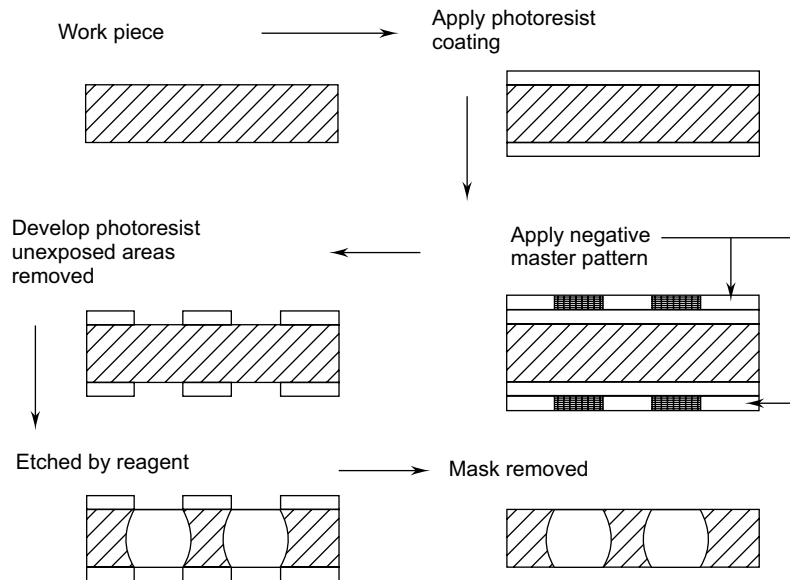 Work piece
Apply photoresist
coating
Develop photoresist
unexposed areas
removed
Apply negative
master pattern
Etched by reagent
Mask removed